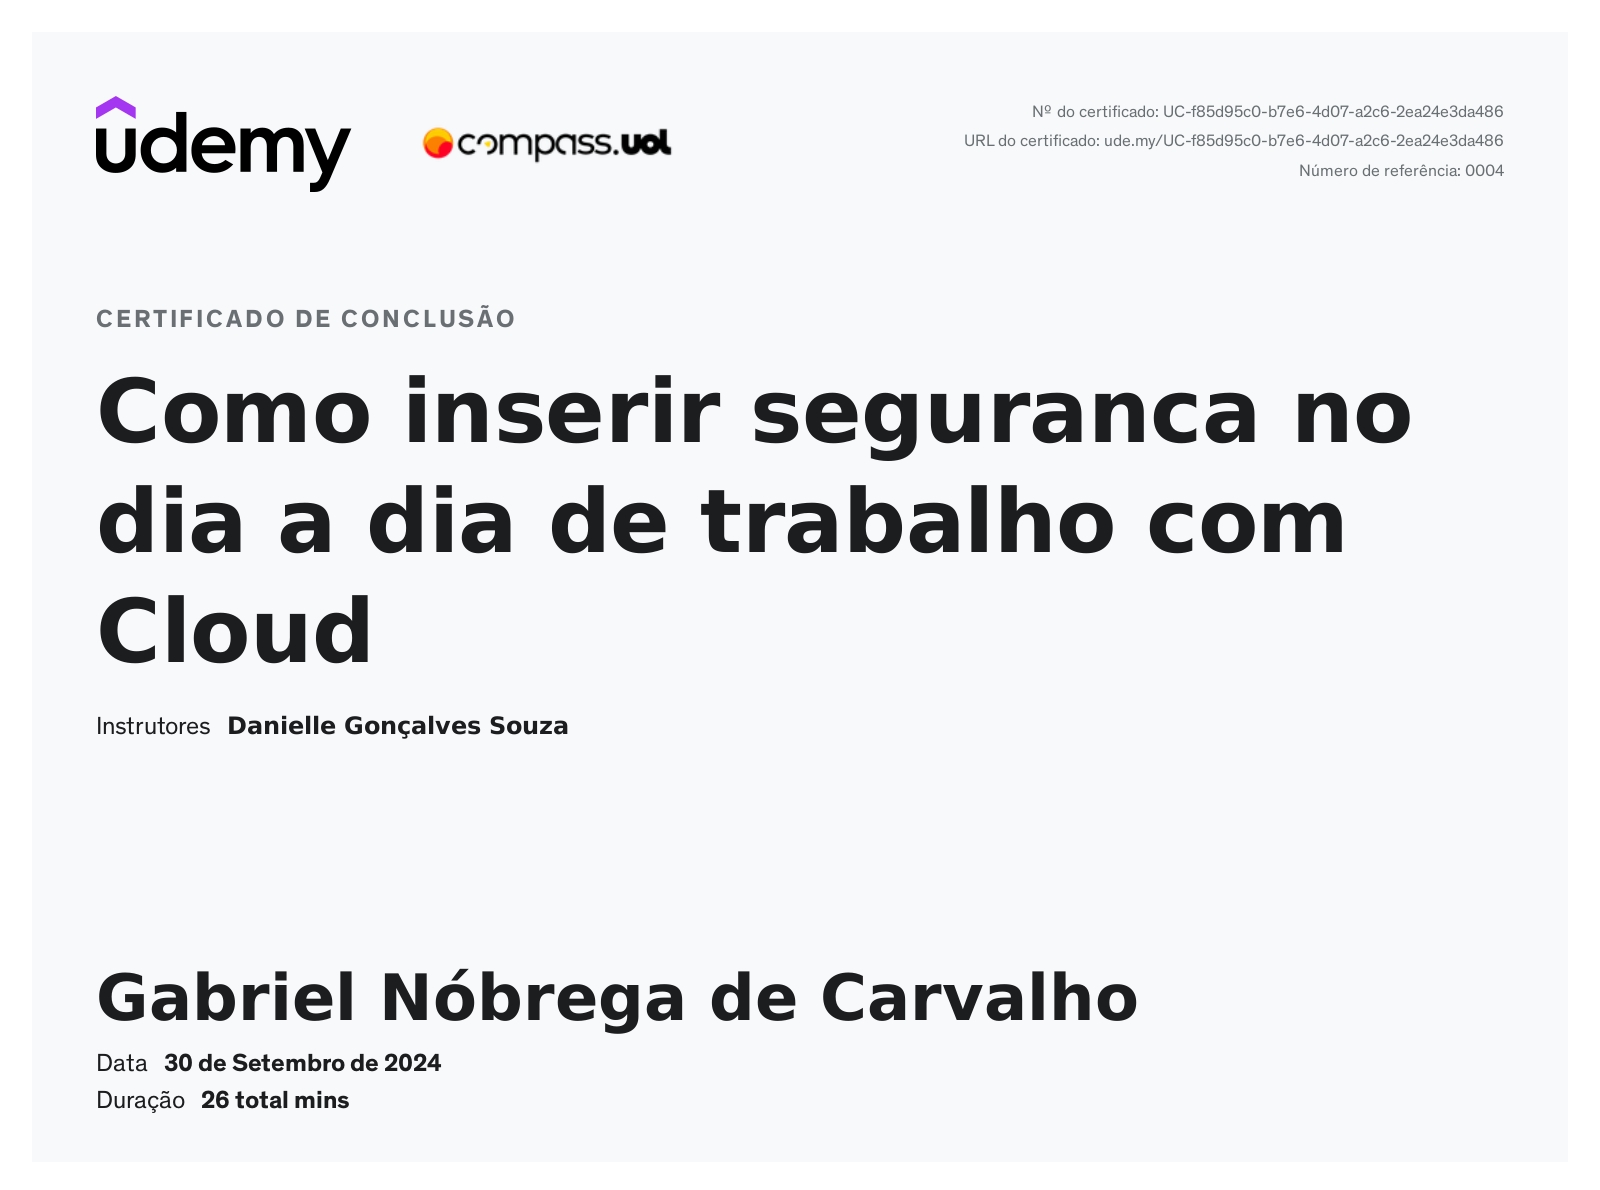 udemy
compass.uol
Nº do certificado: UC-f85d95c0-b7e6-4d07-a2c6-2ea24e3da486
URL do certificado: ude.my/UC-f85d95c0-b7e6-4d07-a2c6-2ea24e3da486
Número de referência: 0004
CERTIFICADO DE CONCLUSÃO
Como inserir seguranca no
dia a dia de trabalho com
Cloud
Instrutores Danielle Gonçalves Souza
Gabriel Nóbrega de Carvalho
Data 30 de Setembro de 2024
Duração 26 total mins